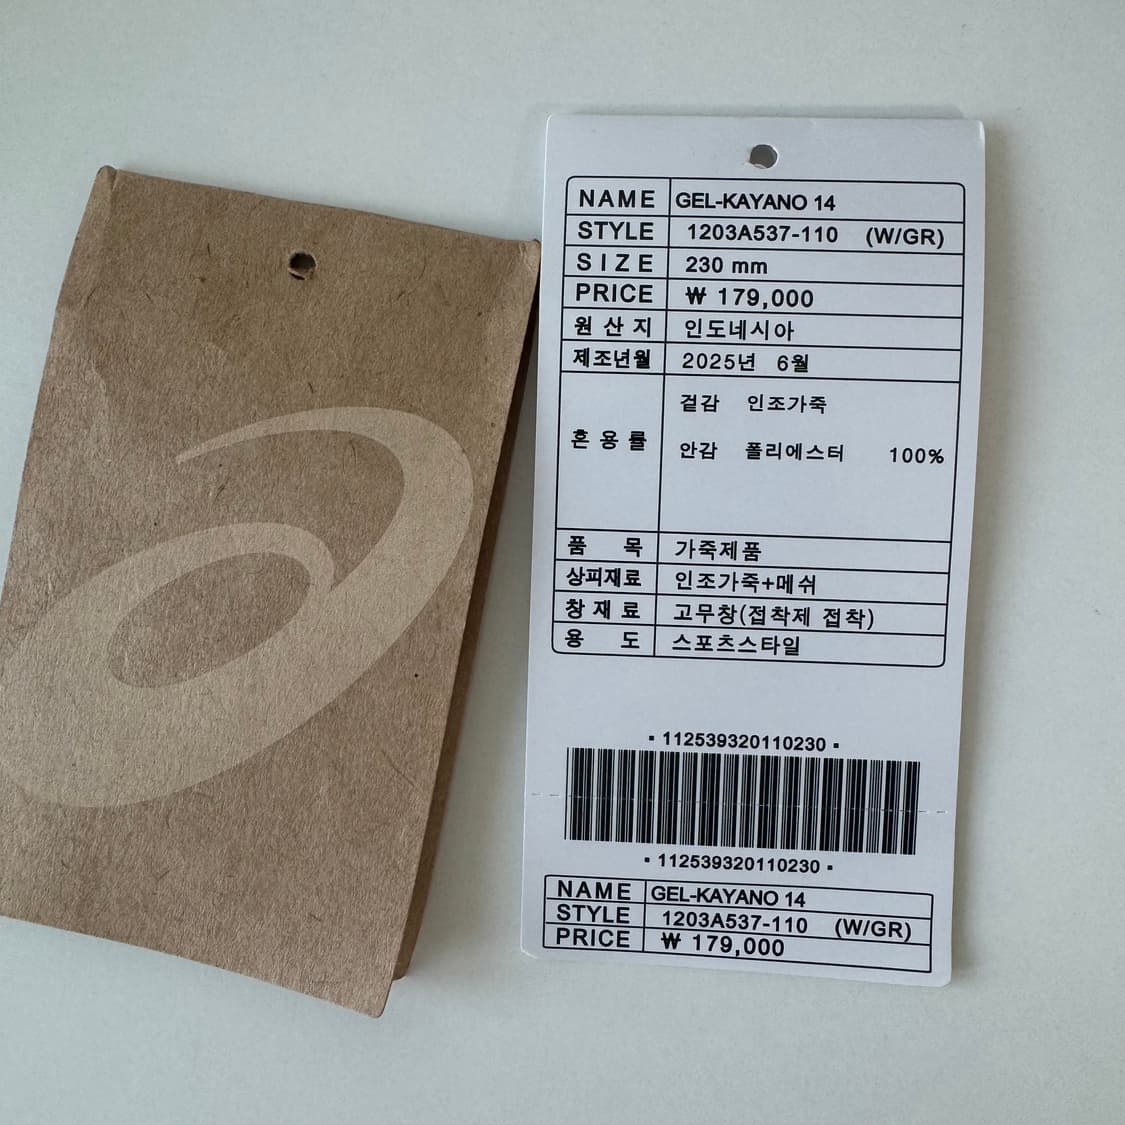 NAME GEL-KAYANO 14
STYLE 1203A537-110 (W/GR)
SIZE 230 mm
PRICE ₩ 179,000
원산지 인도네시아
제조년월 2025년 6월
겉감 인조가죽
혼용률
안감 폴리에스터 100%
품목 가죽제품
상피재료 인조가죽+메쉬
창재료 고무창(접착제 접착)
용도 스포츠스타일
▪ 112539320110230 ▪
▪ 112539320110230 ▪
NAME GEL-KAYANO 14
STYLE 1203A537-110 (W/GR)
PRICE ₩ 179,000